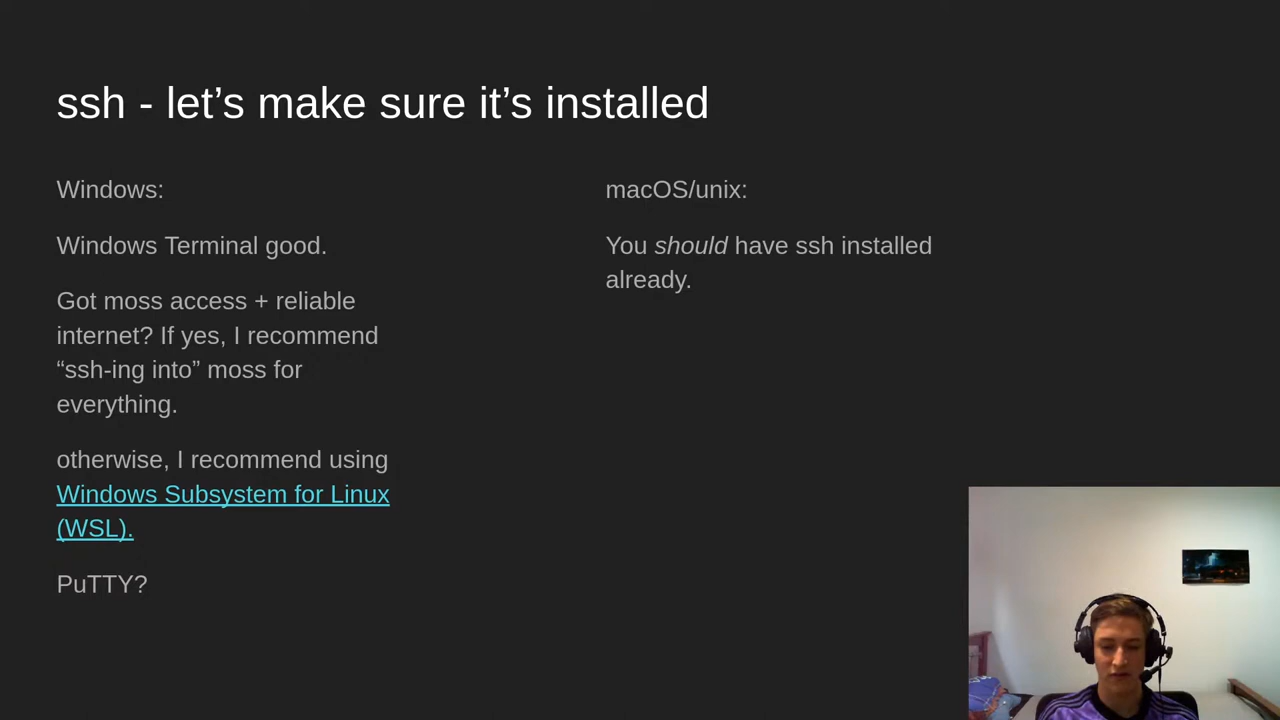 ssh - let’s make sure it’s installed
Windows:
Windows Terminal good.
Got moss access + reliable
internet? If yes, I recommend
“ssh-ing into” moss for
everything.
otherwise, I recommend using
Windows Subsystem for Linux
(WSL).
PuTTY?
macOS/unix:
You should have ssh installed
already.